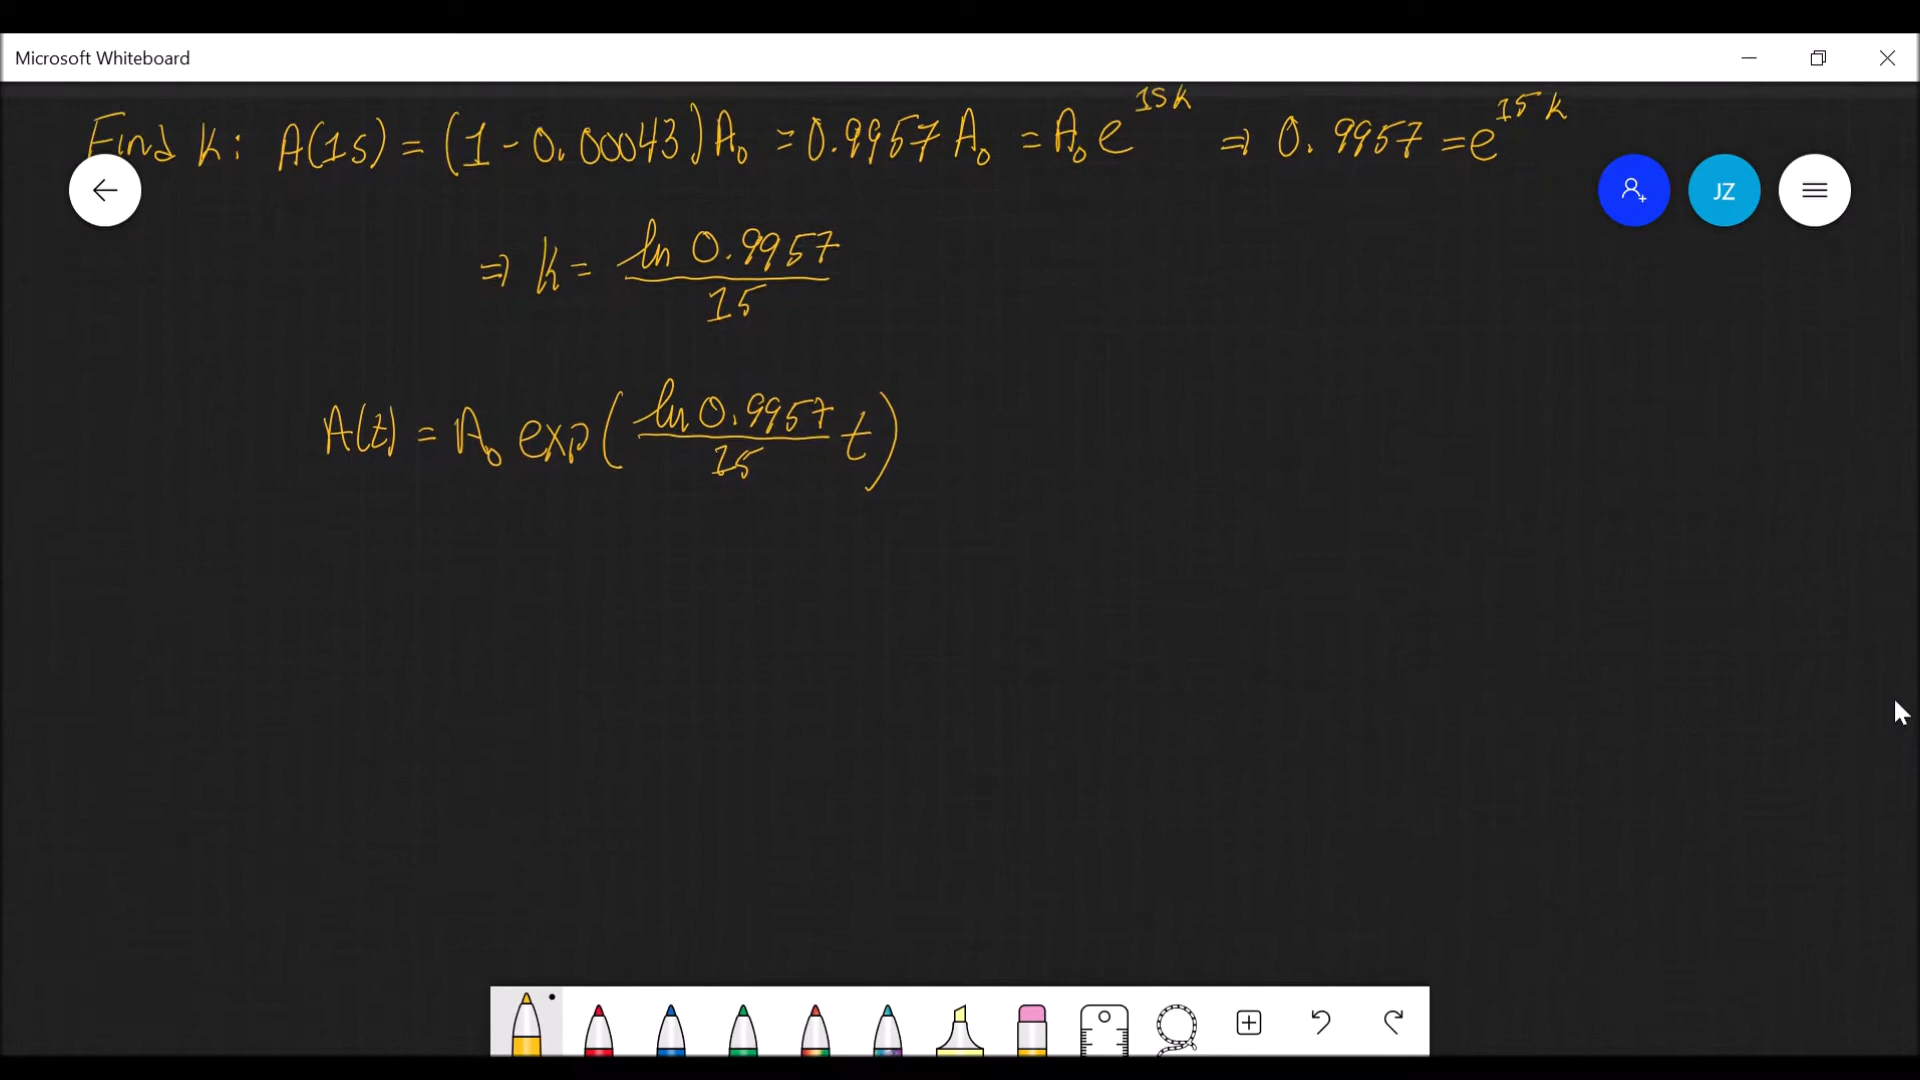 Microsoft Whiteboard
Find k: A(15) = (1 - 0.00043)A₀ = 0.9957 A₀ = A₀ e^15k ⇒ 0.9957 = e^15k
JZ
⇒ k = ln 0.9957 / 15
A(t) = A₀ exp( ln 0.9957 / 15 t )